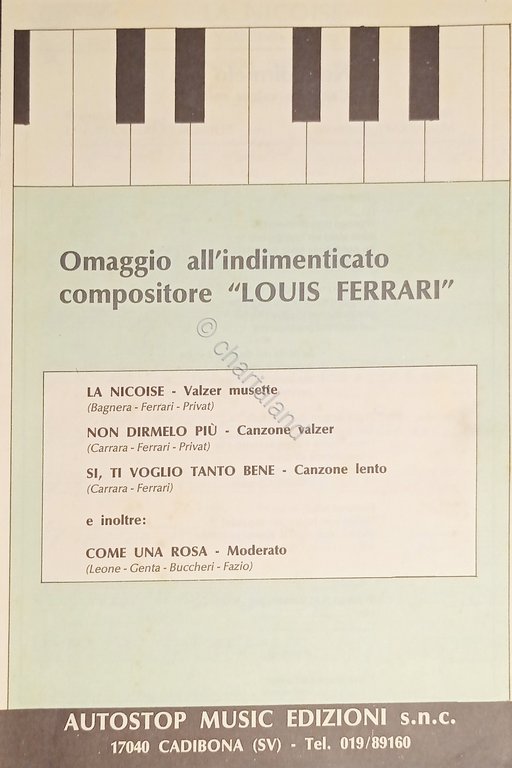 Omaggio all'indimenticato
compositore "LOUIS FERRARI"
© chartaland
LA NICOISE - Valzer musette
(Bagnera - Ferrari - Privat)
NON DIRMELO PIÙ - Canzone valzer
(Carrara - Ferrari - Privat)
SI, TI VOGLIO TANTO BENE - Canzone lento
(Carrara - Ferrari)
e inoltre:
COME UNA ROSA - Moderato
(Leone - Genta - Buccheri - Fazio)
AUTOSTOP MUSIC EDIZIONI s.n.c.
17040 CADIBONA (SV) - Tel. 019/89160